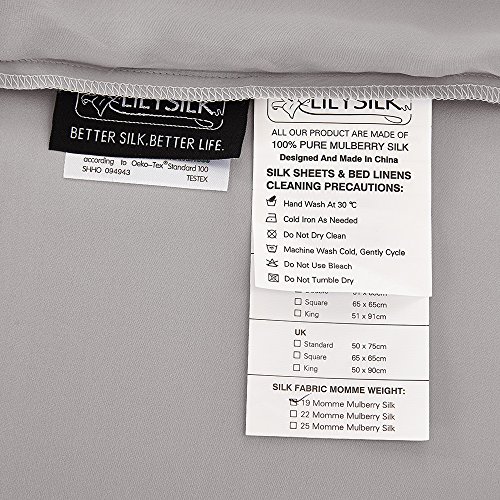 LILYSILK
BETTER SILK.BETTER LIFE.
according to Oeko-Tex® Standard 100
SHHO 094943
TESTEX
LILYSILK
ALL OUR PRODUCT ARE MADE OF
100% PURE MULBERRY SILK
Designed And Made In China
SILK SHEETS & BED LINENS
CLEANING PRECAUTIONS:
Hand Wash At 30 ℃
Cold Iron As Needed
Do Not Dry Clean
Machine Wash Cold, Gently Cycle
Do Not Use Bleach
Do Not Tumble Dry
Square 65 x 65cm
King 51 x 91cm
UK
Standard 50 x 75cm
Square 65 x 65cm
King 50 x 90cm
SILK FABRIC MOMME WEIGHT:
19 Momme Mulberry Silk
22 Momme Mulberry Silk
25 Momme Mulberry Silk